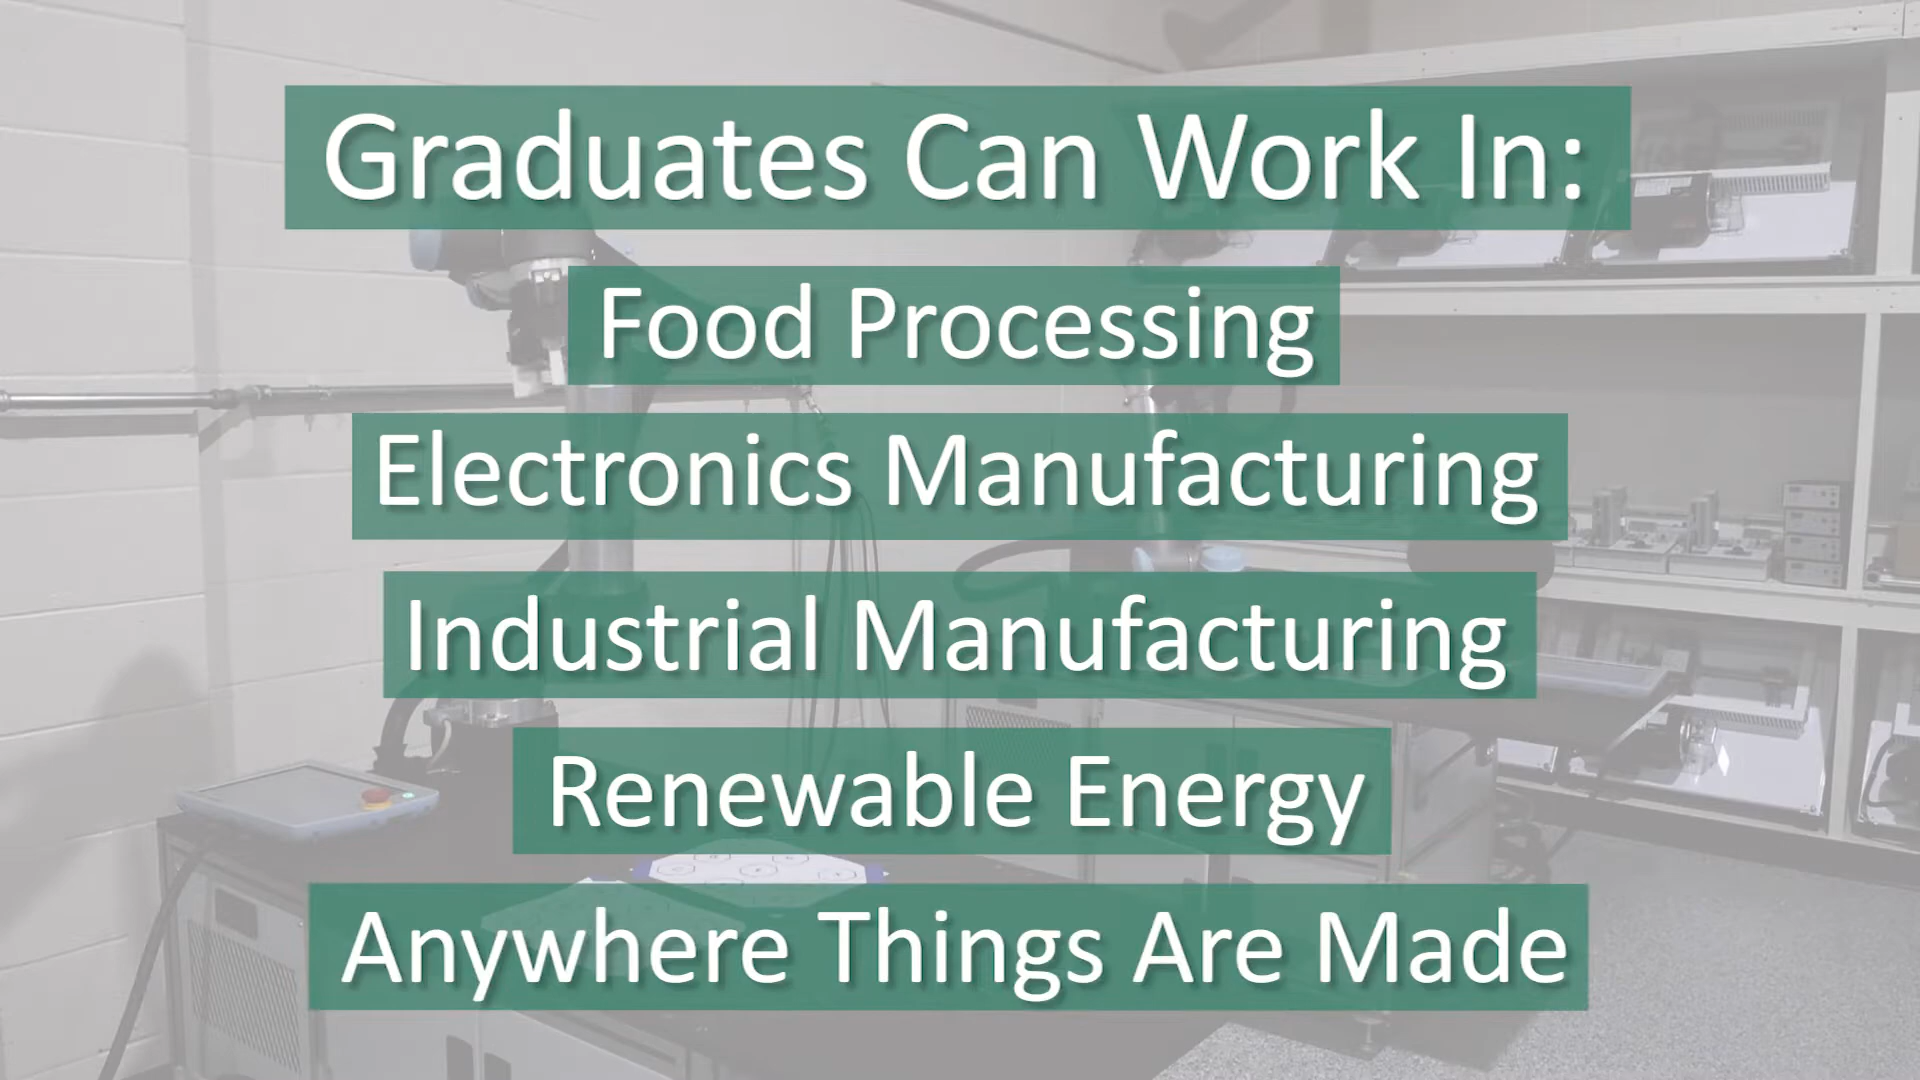 Graduates Can Work In:
Food Processing
Electronics Manufacturing
Industrial Manufacturing
Renewable Energy
Anywhere Things Are Made